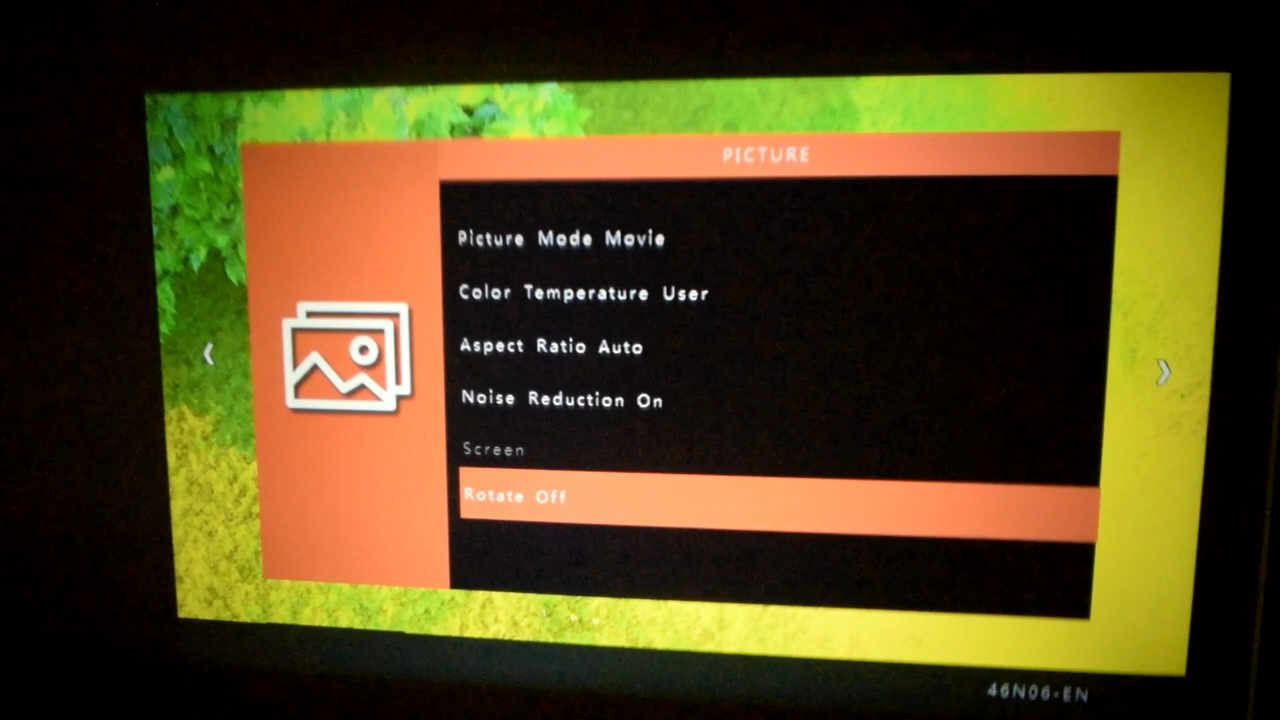 PICTURE
Picture Mode Movie
Color Temperature User
Aspect Ratio Auto
Noise Reduction On
Screen
Rotate Off
46N06-EN